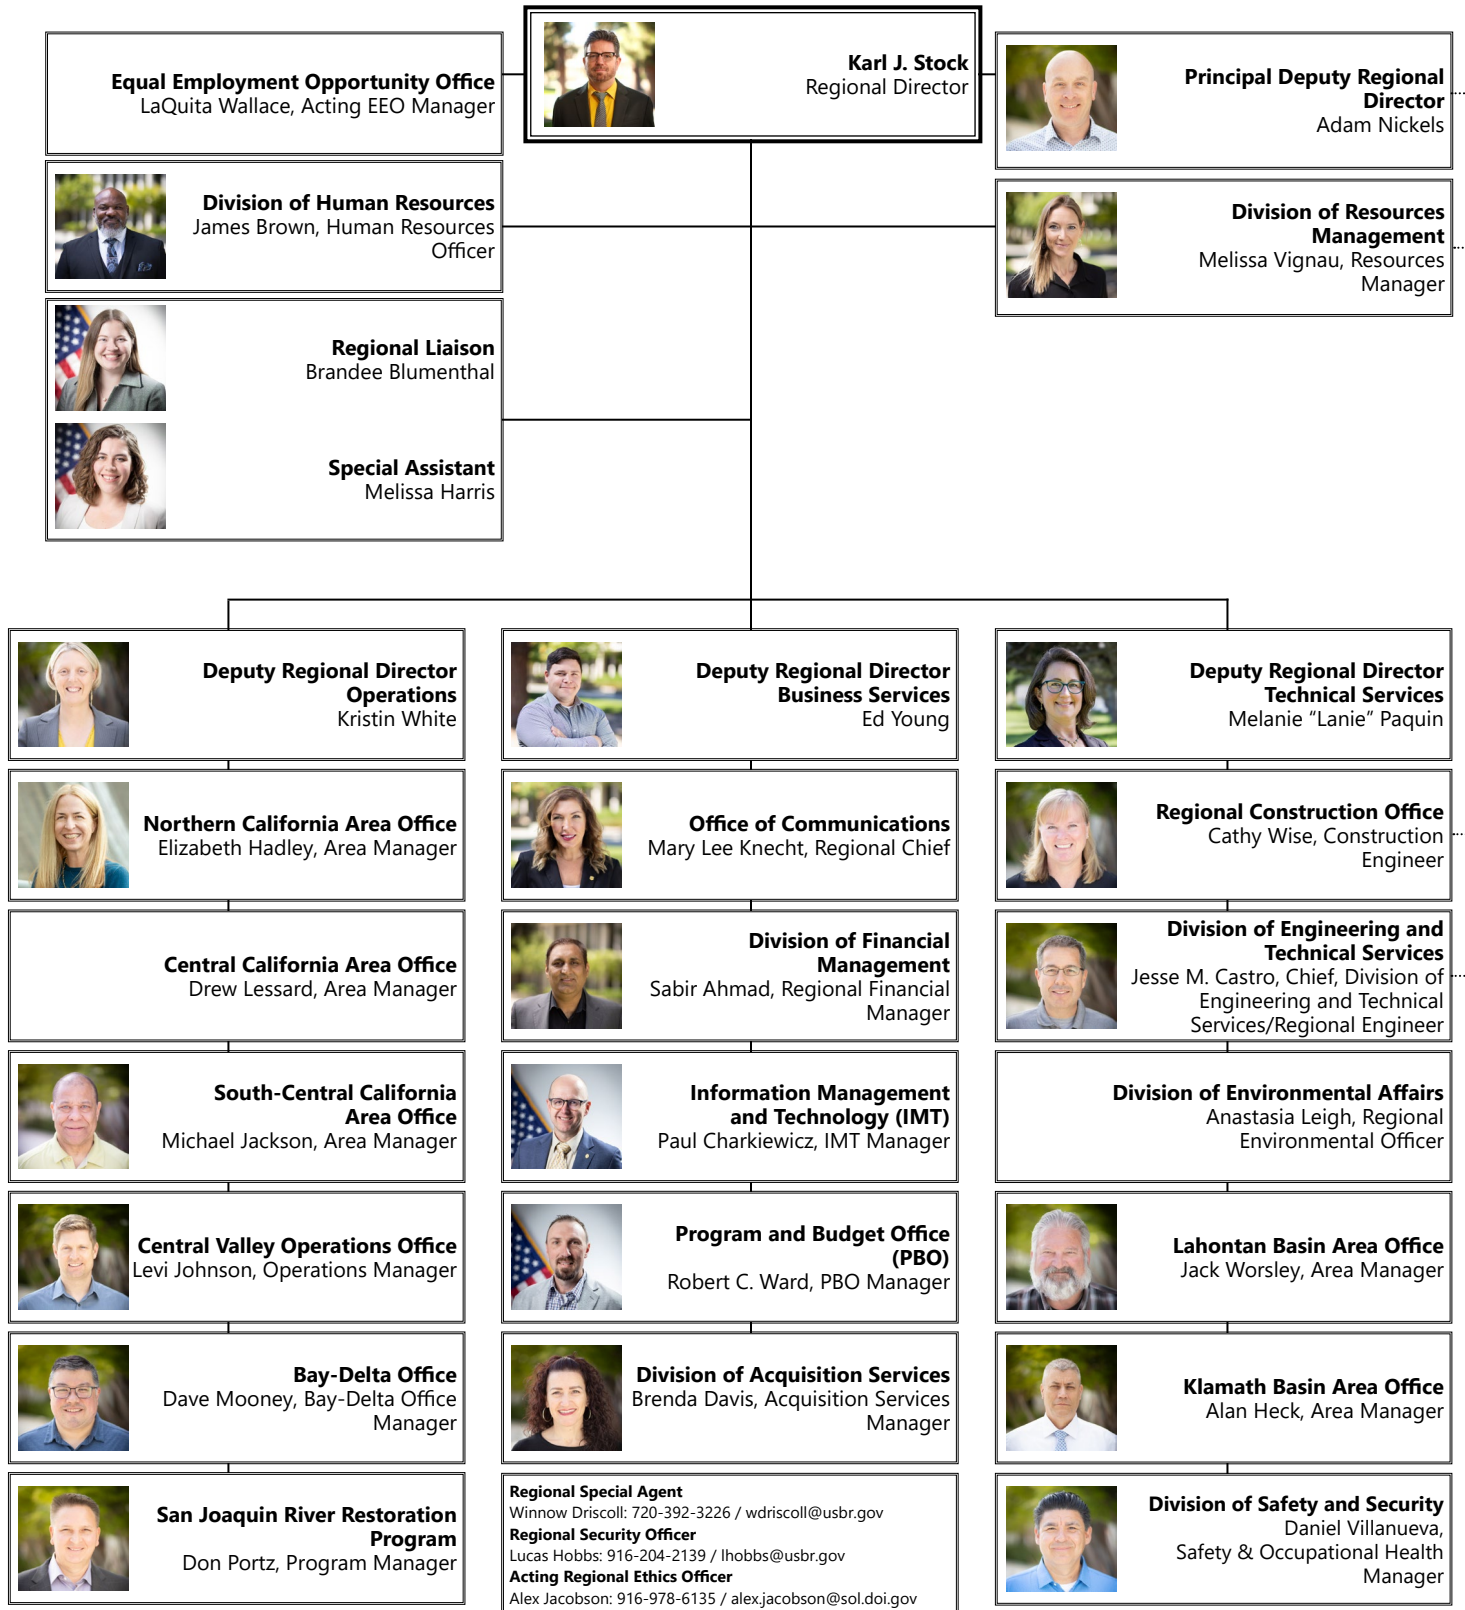 Karl J. Stock
Regional Director
Equal Employment Opportunity Office
LaQuita Wallace, Acting EEO Manager
Principal Deputy Regional
Director
Adam Nickels
Division of Human Resources
James Brown, Human Resources
Officer
Division of Resources
Management
Melissa Vignau, Resources
Manager
Regional Liaison
Brandee Blumenthal
Special Assistant
Melissa Harris
Deputy Regional Director
Operations
Kristin White
Northern California Area Office
Elizabeth Hadley, Area Manager
Central California Area Office
Drew Lessard, Area Manager
South-Central California
Area Office
Michael Jackson, Area Manager
Central Valley Operations Office
Levi Johnson, Operations Manager
Bay-Delta Office
Dave Mooney, Bay-Delta Office
Manager
San Joaquin River Restoration
Program
Don Portz, Program Manager
Deputy Regional Director
Business Services
Ed Young
Office of Communications
Mary Lee Knecht, Regional Chief
Division of Financial
Management
Sabir Ahmad, Regional Financial
Manager
Information Management
and Technology (IMT)
Paul Charkiewicz, IMT Manager
Program and Budget Office
(PBO)
Robert C. Ward, PBO Manager
Division of Acquisition Services
Brenda Davis, Acquisition Services
Manager
Regional Special Agent
Winnow Driscoll: 720-392-3226 / wdriscoll@usbr.gov
Regional Security Officer
Lucas Hobbs: 916-204-2139 / lhobbs@usbr.gov
Acting Regional Ethics Officer
Alex Jacobson: 916-978-6135 / alex.jacobson@sol.doi.gov
Deputy Regional Director
Technical Services
Melanie “Lanie” Paquin
Regional Construction Office
Cathy Wise, Construction
Engineer
Division of Engineering and
Technical Services
Jesse M. Castro, Chief, Division of
Engineering and Technical
Services/Regional Engineer
Division of Environmental Affairs
Anastasia Leigh, Regional
Environmental Officer
Lahontan Basin Area Office
Jack Worsley, Area Manager
Klamath Basin Area Office
Alan Heck, Area Manager
Division of Safety and Security
Daniel Villanueva,
Safety & Occupational Health
Manager